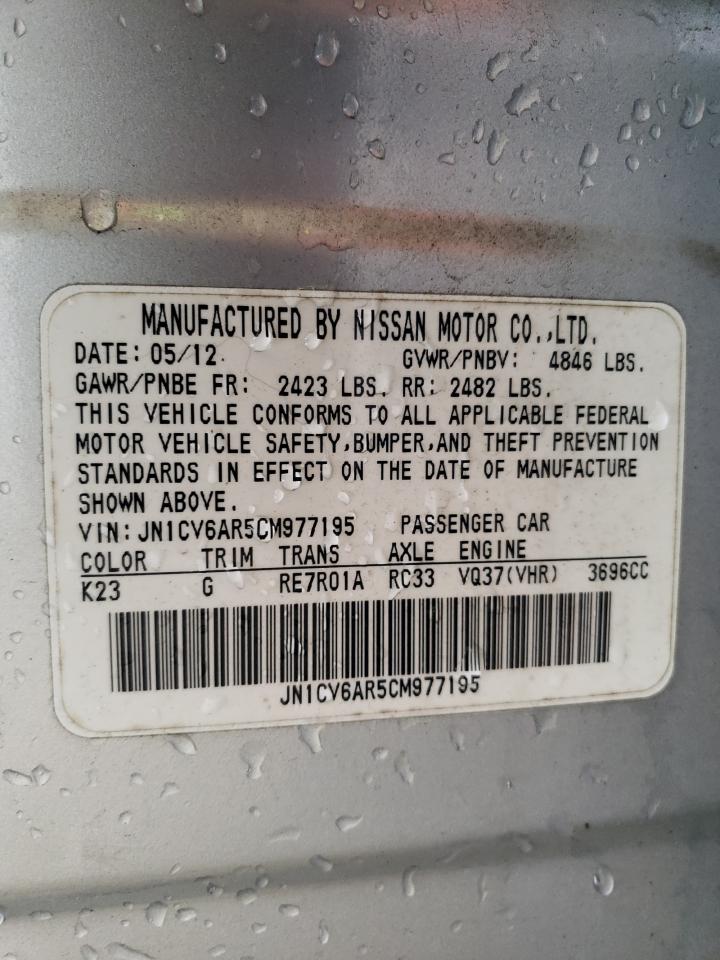 MANUFACTURED BY NISSAN MOTOR CO.,LTD.
DATE: 05/12 GVWR/PNBV: 4846 LBS.
GAWR/PNBE FR: 2423 LBS. RR: 2482 LBS.
THIS VEHICLE CONFORMS TO ALL APPLICABLE FEDERAL
MOTOR VEHICLE SAFETY,BUMPER,AND THEFT PREVENTION
STANDARDS IN EFFECT ON THE DATE OF MANUFACTURE
SHOWN ABOVE.
VIN: JN1CV6AR5CM977195 PASSENGER CAR
COLOR TRIM TRANS AXLE ENGINE
K23 G RE7R01A RC33 VQ37(VHR) 3696CC
JN1CV6AR5CM977195